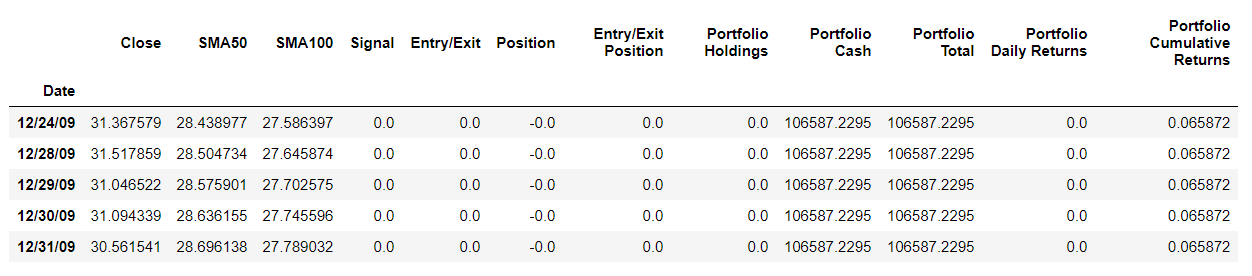 Close SMA50 SMA100 Signal Entry/Exit Position Entry/Exit Position Portfolio Holdings Portfolio Cash Portfolio Total Portfolio Daily Returns Portfolio Cumulative Returns
Date
12/24/09 31.367579 28.438977 27.586397 0.0 0.0 -0.0 0.0 0.0 106587.2295 106587.2295 0.0 0.065872
12/28/09 31.517859 28.504734 27.645874 0.0 0.0 -0.0 0.0 0.0 106587.2295 106587.2295 0.0 0.065872
12/29/09 31.046522 28.575901 27.702575 0.0 0.0 -0.0 0.0 0.0 106587.2295 106587.2295 0.0 0.065872
12/30/09 31.094339 28.636155 27.745596 0.0 0.0 -0.0 0.0 0.0 106587.2295 106587.2295 0.0 0.065872
12/31/09 30.561541 28.696138 27.789032 0.0 0.0 -0.0 0.0 0.0 106587.2295 106587.2295 0.0 0.065872